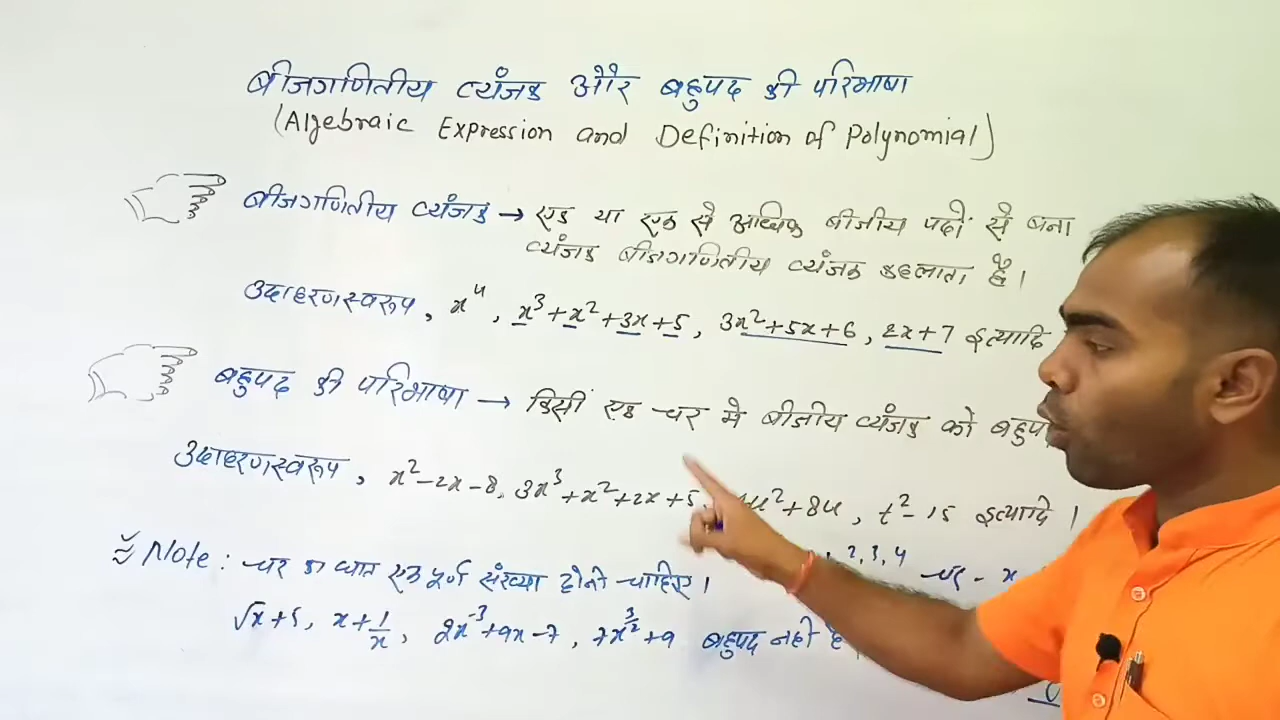 बीजगणितीय व्यंजक और बहुपद की परिभाषा
(Algebraic Expression and Definition of Polynomial)
बीजगणितीय व्यंजक → एक या एक से अधिक बीजीय पदों से बना
व्यंजक बीजगणितीय व्यंजक कहलाता है।
उदाहरणस्वरूप, x⁴, x³+x²+3x+5, 3x²+5x+6, 2x+7 इत्यादि
बहुपद की परिभाषा → किसी एक चर मे बीजीय व्यंजक को
उदाहरणस्वरूप, x²-2x-8, 3x³+x²+2x+5, u²+8u, t²-15 इत्यादि।
Note: चर का घात एक पूर्ण संख्या होनी चाहिए। 2, 3, 4
√x+5, x+1/x, 2x⁻³+9x-7, 7x^3/2+9 बहुपद नही है